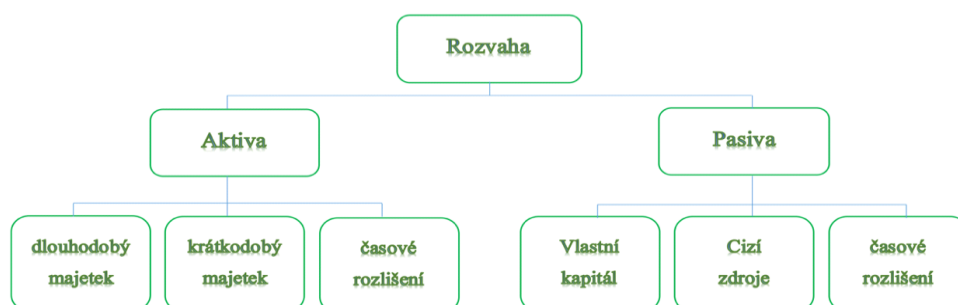 Rozvaha
Aktiva
Pasiva
dlouhodobý
majetek
krátkodobý
majetek
časové
rozlišení
Vlastní
kapitál
Cizí
zdroje
časové
rozlišení